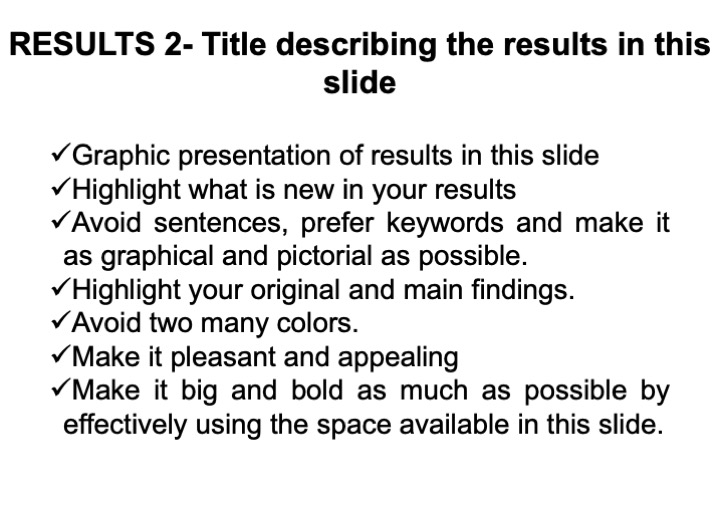 RESULTS 2- Title describing the results in this
slide
✓Graphic presentation of results in this slide
✓Highlight what is new in your results
✓Avoid sentences, prefer keywords and make it
as graphical and pictorial as possible.
✓Highlight your original and main findings.
✓Avoid two many colors.
✓Make it pleasant and appealing
✓Make it big and bold as much as possible by
effectively using the space available in this slide.